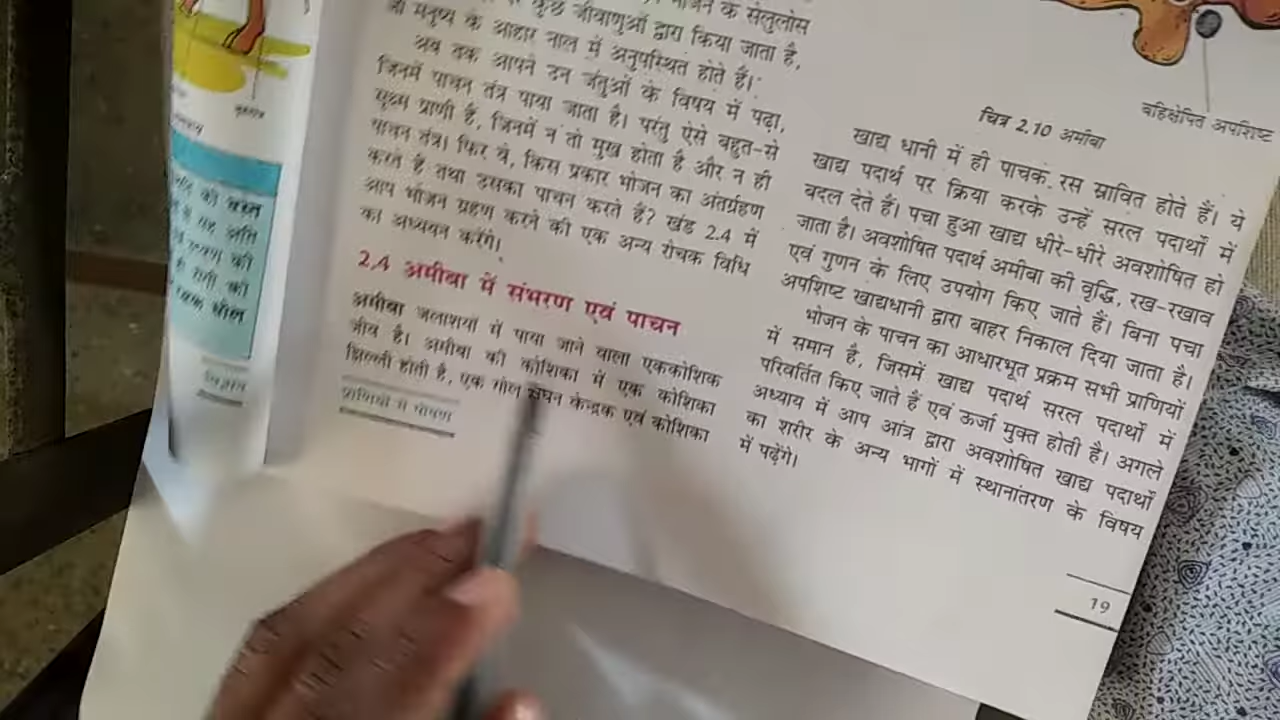 के सेलुलोस
कुछ जीवाणुओं द्वारा किया जाता है,
जो मनुष्य के आहार नाल में अनुपस्थित होते हैं।
अब तक आपने उन जंतुओं के विषय में पढ़ा,
जिनमें पाचन तंत्र पाया जाता है। परंतु ऐसे बहुत-से
सूक्ष्म प्राणी हैं, जिनमें न तो मुख होता है और न ही
पाचन तंत्र। फिर वे, किस प्रकार भोजन का अंतर्ग्रहण
करते हैं तथा उसका पाचन करते हैं? खंड 2.4 में
आप भोजन ग्रहण करने की एक अन्य रोचक विधि
का अध्ययन करेंगे।
2.4 अमीबा में संभरण एवं पाचन
अमीबा जलाशयों में पाया जाने वाला एककोशिक
जीव है। अमीबा की कोशिका में एक कोशिका
झिल्ली होती है, एक गोल सघन केन्द्रक एवं कोशिका
प्राणियों में पोषण
बहिक्षेपित अपशिष्ट
चित्र 2.10 अमीबा
खाद्य धानी में ही पाचक रस स्रावित होते हैं। ये
खाद्य पदार्थ पर क्रिया करके उन्हें सरल पदार्थों में
बदल देते हैं। पचा हुआ खाद्य धीरे-धीरे अवशोषित हो
जाता है। अवशोषित पदार्थ अमीबा की वृद्धि, रख-रखाव
एवं गुणन के लिए उपयोग किए जाते हैं। बिना पचा
अपशिष्ट खाद्यधानी द्वारा बाहर निकाल दिया जाता है।
भोजन के पाचन का आधारभूत प्रक्रम सभी प्राणियों
में समान है, जिसमें खाद्य पदार्थ सरल पदार्थों में
परिवर्तित किए जाते हैं एवं ऊर्जा मुक्त होती है। अगले
अध्याय में आप आंत्र द्वारा अवशोषित खाद्य पदार्थों
का शरीर के अन्य भागों में स्थानांतरण के विषय
में पढ़ेंगे।
19